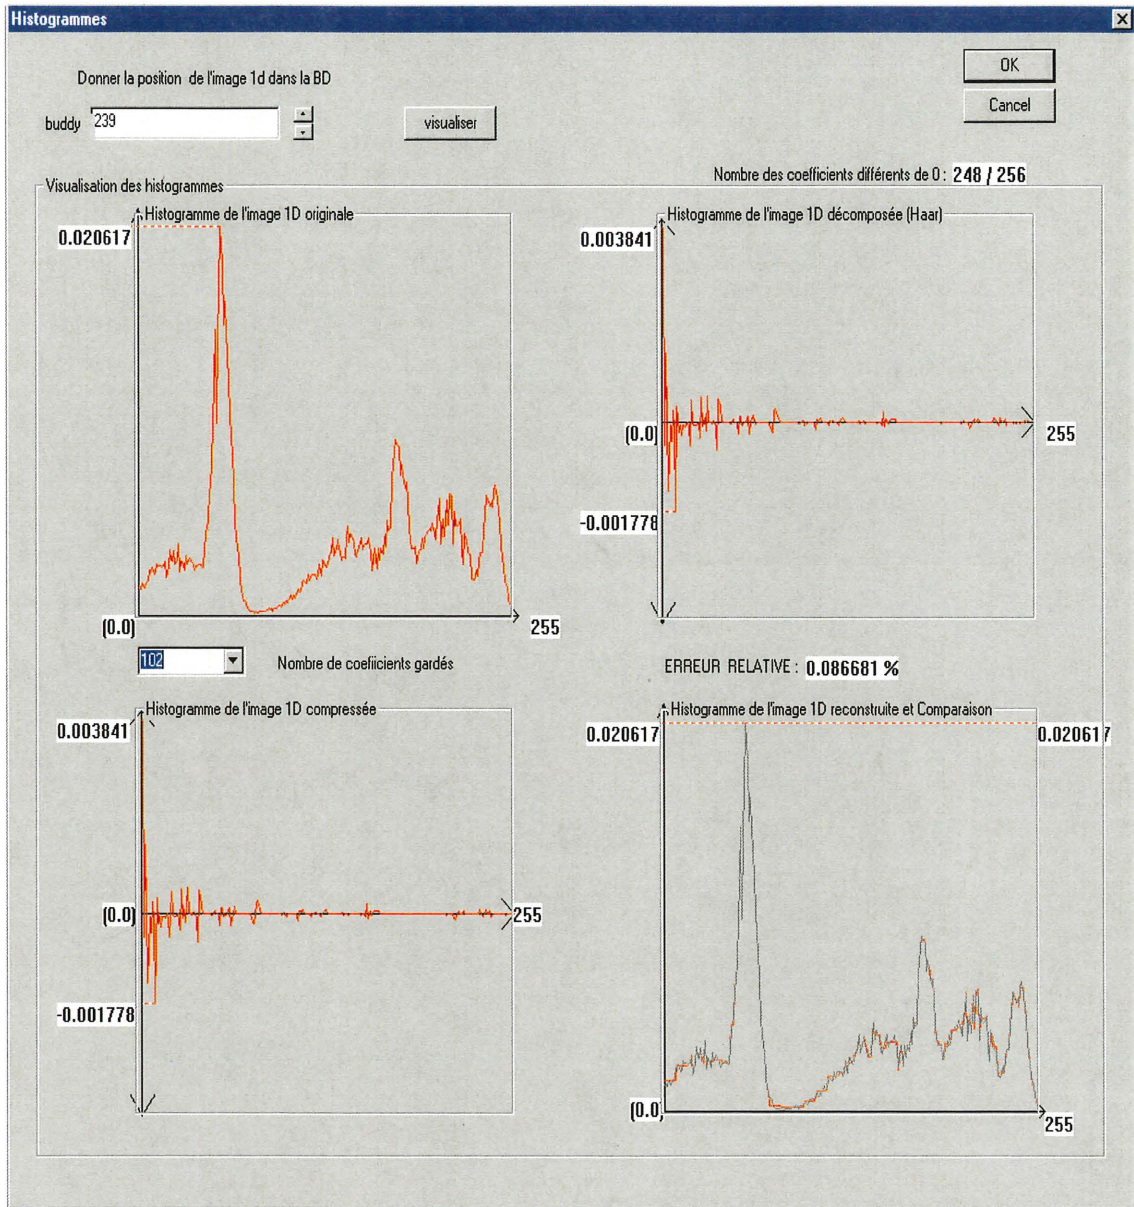 Histogrammes
OK
Donner la position de l'image 1d dans la BD
Cancel
buddy
239
visualiser
Nombre des coefficients différents de 0 : 248 / 256
Visualisation des histogrammes
Histogramme de l'image 1D originale
0.020617
(0.0)
255
Histogramme de l'image 1D décomposée (Haar)
0.003841
(0.0)
255
-0.001778
102
Nombre de coefiicients gardés
ERREUR RELATIVE : 0.086681 %
Histogramme de l'image 1D compressée
0.003841
(0.0)
255
-0.001778
Histogramme de l'image 1D reconstruite et Comparaison
0.020617
0.020617
(0.0)
255